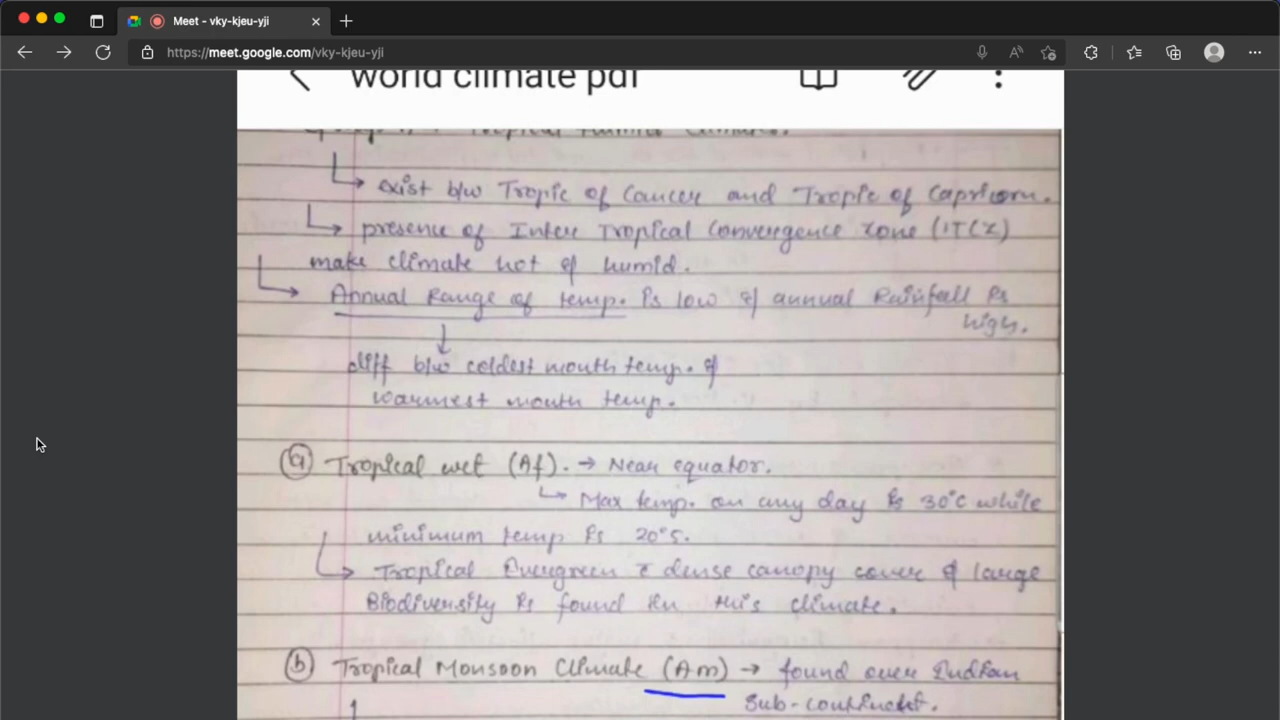 Meet - vky-kjeu-yji
https://meet.google.com/vky-kjeu-yji
world climate pdf
Tropical Humid Climates.
exist b/w Tropic of Cancer and Tropic of Capricorn.
presence of Inter Tropical Convergence zone (ITCZ)
make climate hot & humid.
Annual Range of temp. is low & annual Rainfall is
high.
diff b/w coldest month temp. &
warmest month temp.
(a) Tropical wet (Af). → Near equator.
Max temp. on any day is 30°C while
minimum temp is 20°C.
Tropical Evergreen c̄ dense canopy cover & large
Biodiversity is found in this climate.
(b) Tropical Monsoon Climate (Am) → found over Indian
Sub-continent.